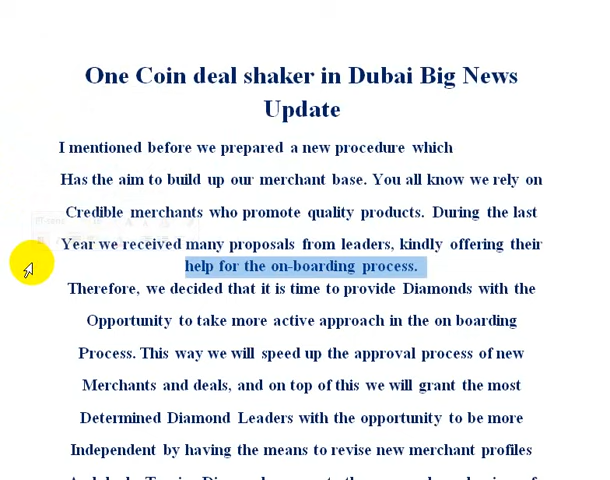 One Coin deal shaker in Dubai Big News
Update
I mentioned before we prepared a new procedure which
Has the aim to build up our merchant base. You all know we rely on
Credible merchants who promote quality products. During the last
Year we received many proposals from leaders, kindly offering their
help for the on-boarding process.
Therefore, we decided that it is time to provide Diamonds with the
Opportunity to take more active approach in the on boarding
Process. This way we will speed up the approval process of new
Merchants and deals, and on top of this we will grant the most
Determined Diamond Leaders with the opportunity to be more
Independent by having the means to revise new merchant profiles